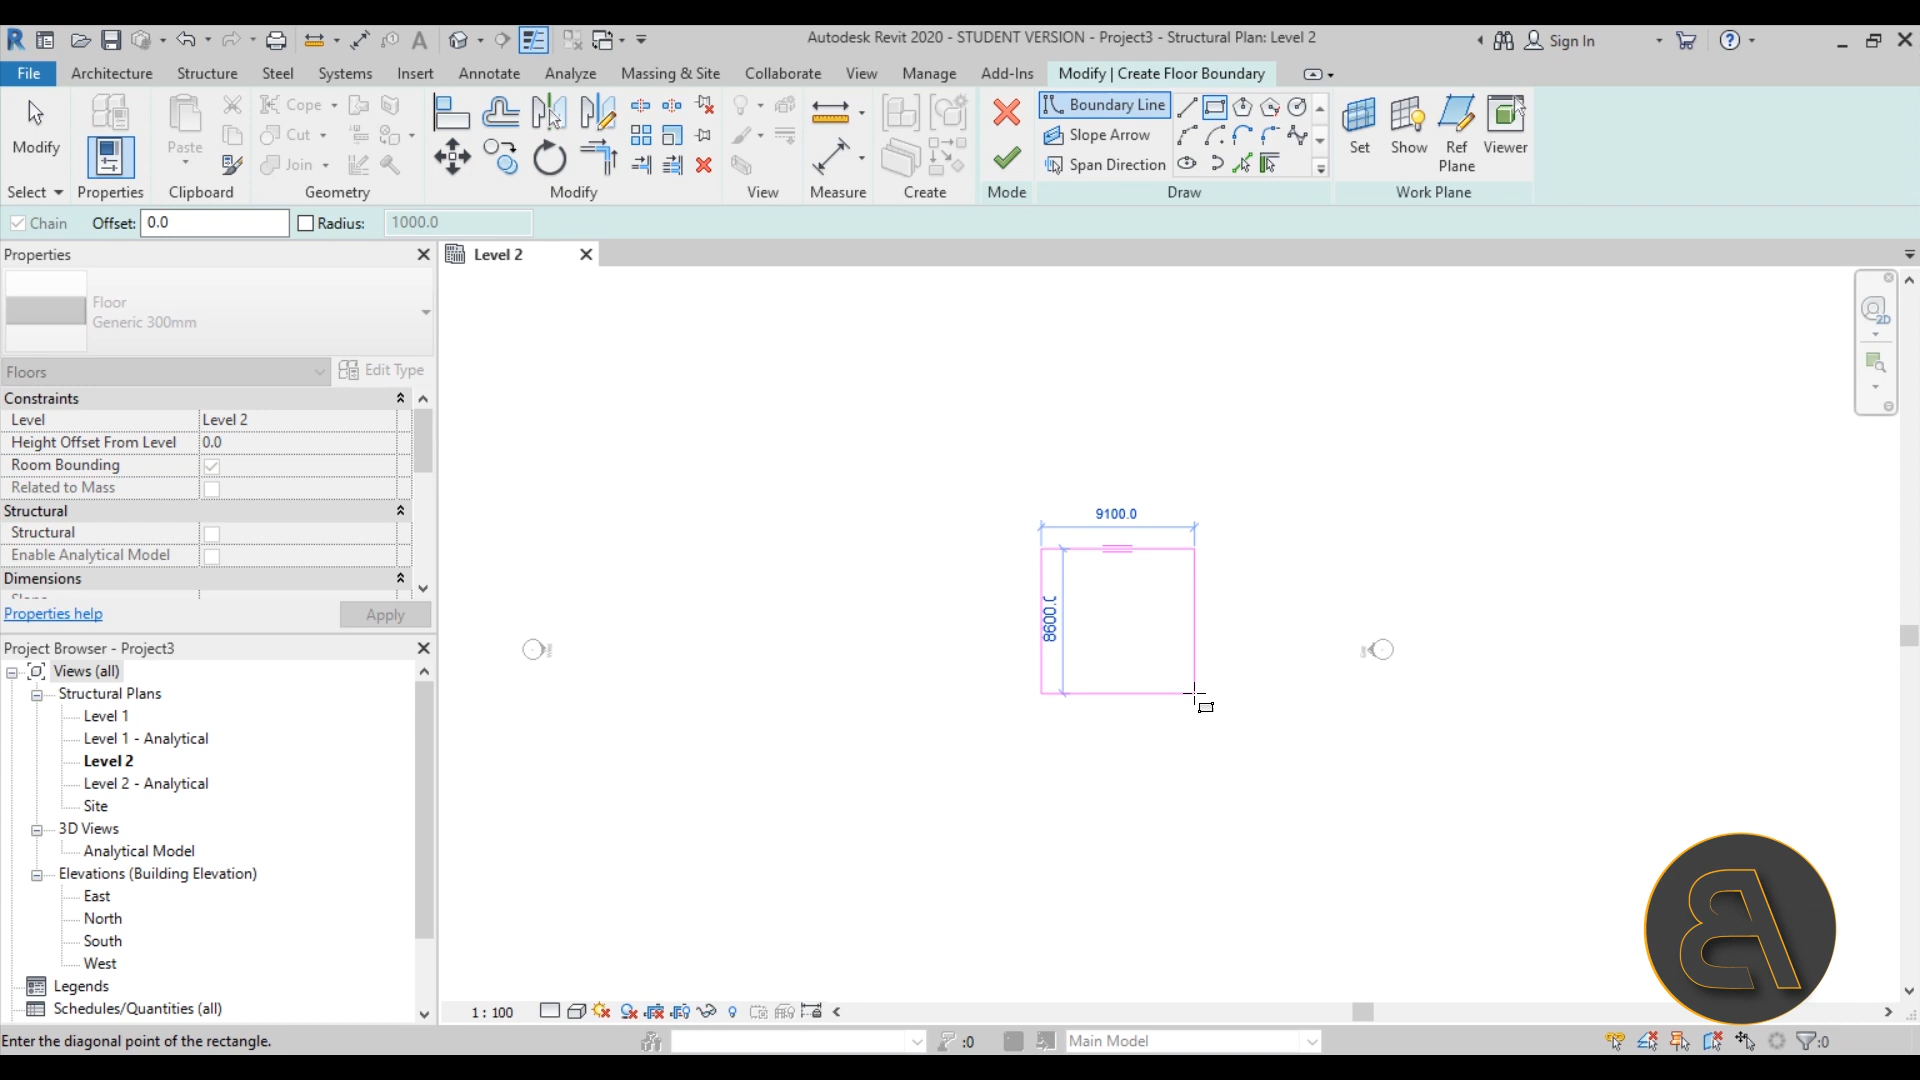 Autodesk Revit 2020 - STUDENT VERSION - Project3 - Structural Plan: Level 2
Sign In
File Architecture Structure Steel Systems Insert Annotate Analyze Massing & Site Collaborate View Manage Add-Ins Modify | Create Floor Boundary
Modify
Paste
Cope
Cut
Join
Boundary Line
Slope Arrow
Span Direction
Set
Show
Ref
Plane
Viewer
Select Properties Clipboard Geometry Modify View Measure Create Mode Draw Work Plane
Chain Offset: 0.0 Radius: 1000.0
Properties
Level 2
Floor
Generic 300mm
Floors
Edit Type
Constraints
Level Level 2
Height Offset From Level 0.0
Room Bounding
Related to Mass
Structural
Structural
Enable Analytical Model
Dimensions
Properties help
Apply
9100.0
8600.0
Project Browser - Project3
Views (all)
Structural Plans
Level 1
Level 1 - Analytical
Level 2
Level 2 - Analytical
Site
3D Views
Analytical Model
Elevations (Building Elevation)
East
North
South
West
Legends
Schedules/Quantities (all)
1 : 100
2D
Enter the diagonal point of the rectangle.
:0
Main Model
:0